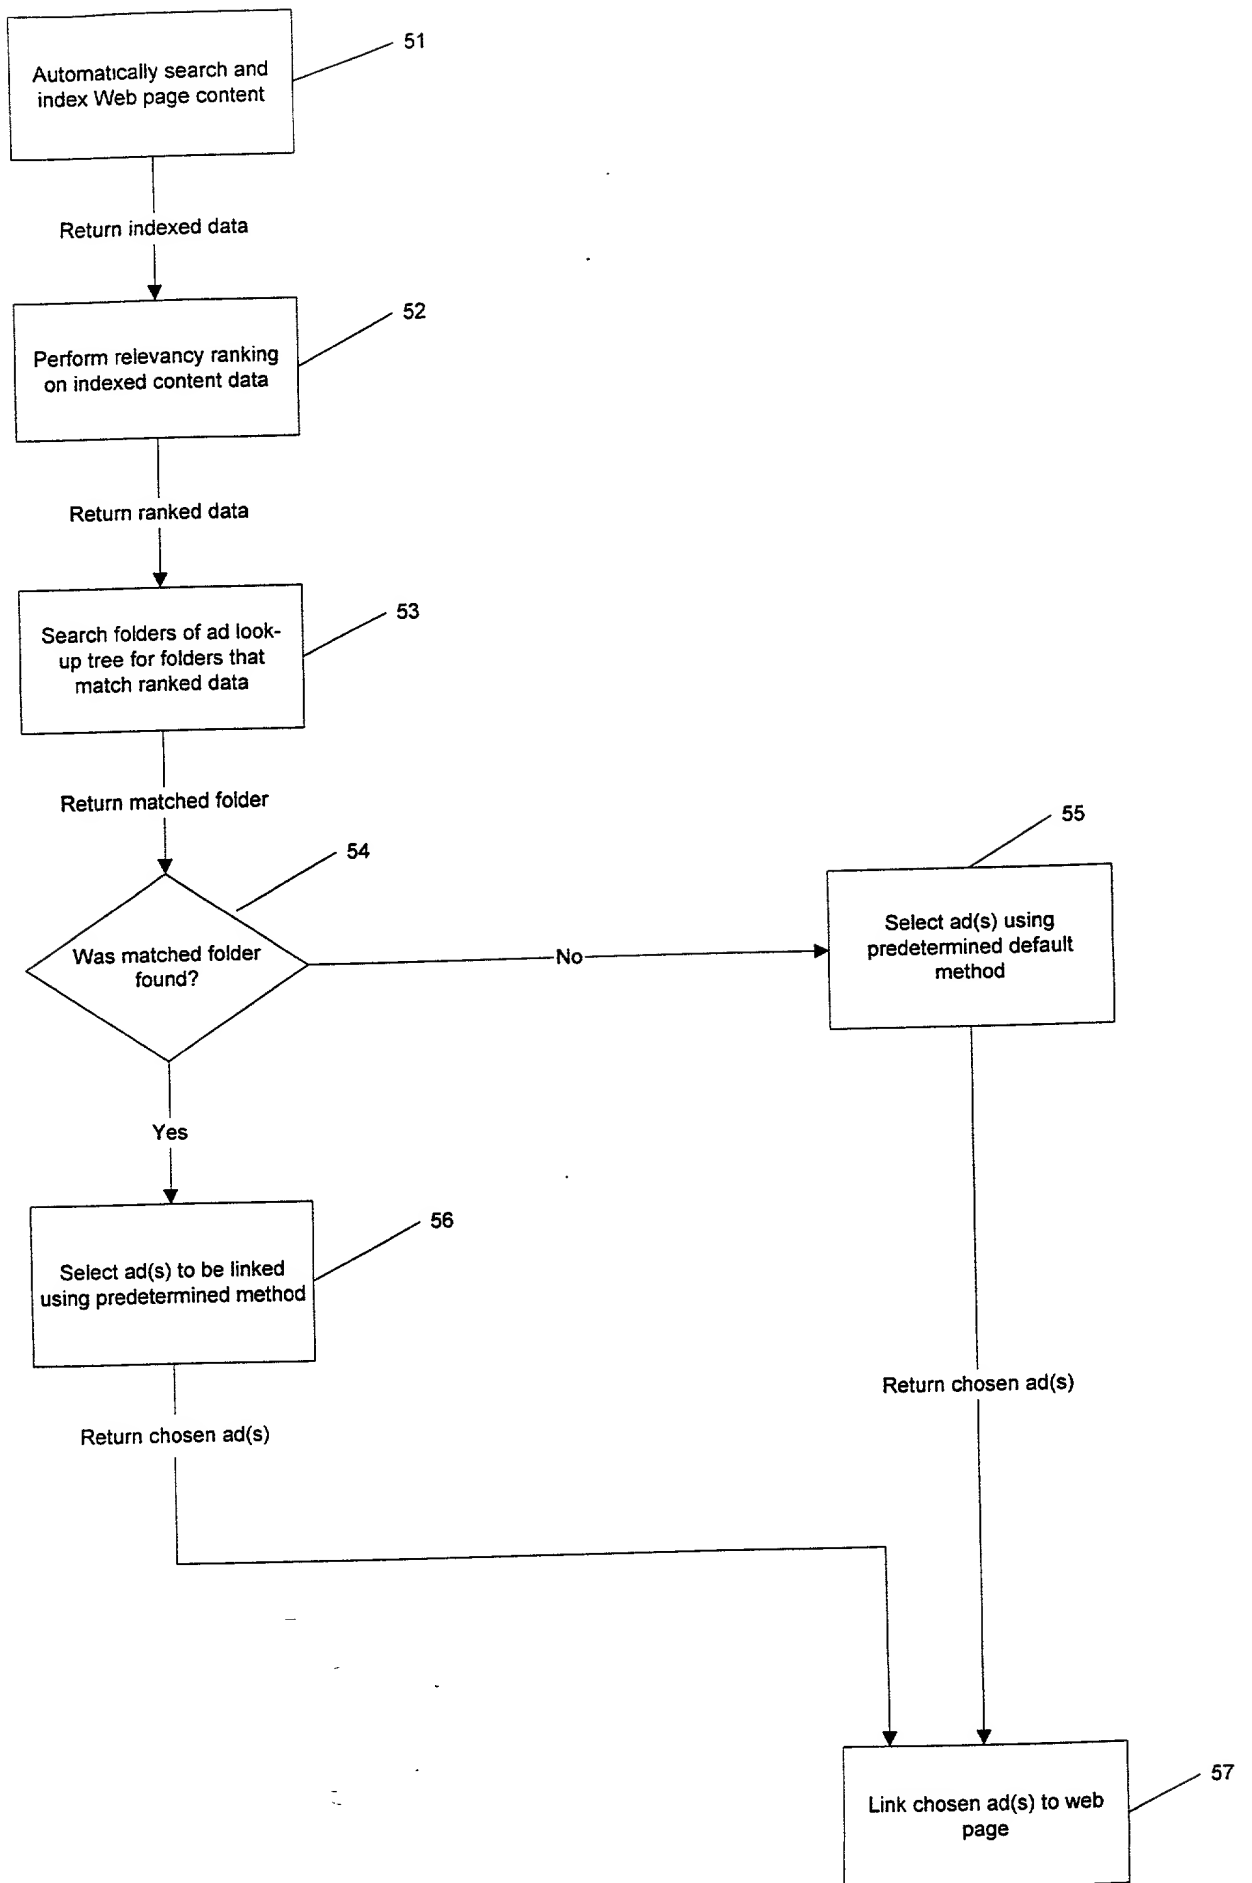 51
Automatically search and
index Web page content
Return indexed data
52
Perform relevancy ranking
on indexed content data
Return ranked data
53
Search folders of ad look-
up tree for folders that
match ranked data
Return matched folder
54
Was matched folder
found?
No
55
Select ad(s) using
predetermined default
method
Yes
56
Select ad(s) to be linked
using predetermined method
Return chosen ad(s)
Return chosen ad(s)
57
Link chosen ad(s) to web
page